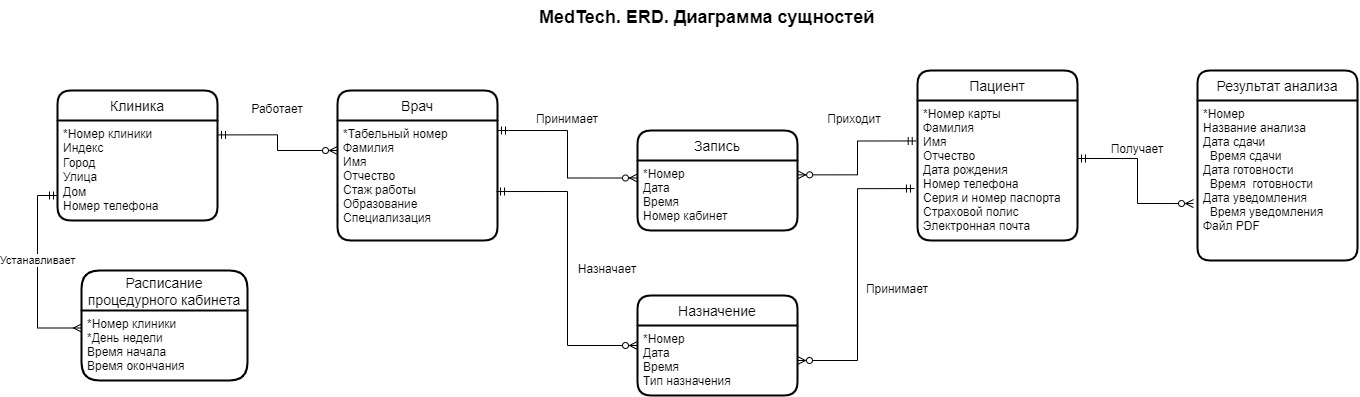 MedTech. ERD. Диаграмма сущностей
Клиника
*Номер клиники
Индекс
Город
Улица
Дом
Номер телефона
Работает
Врач
*Табельный номер
Фамилия
Имя
Отчество
Стаж работы
Образование
Специализация
Принимает
Запись
*Номер
Дата
Время
Номер кабинет
Приходит
Пациент
*Номер карты
Фамилия
Имя
Отчество
Дата рождения
Номер телефона
Серия и номер паспорта
Страховой полис
Электронная почта
Получает
Результат анализа
*Номер
Название анализа
Дата сдачи
Время сдачи
Дата готовности
Время готовности
Дата уведомления
Время уведомления
Файл PDF
Устанавливает
Расписание
процедурного кабинета
*Номер клиники
*День недели
Время начала
Время окончания
Назначает
Назначение
*Номер
Дата
Время
Тип назначения
Принимает